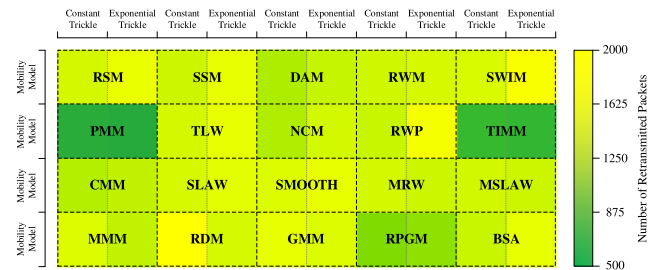 Constant Exponential Constant Exponential Constant Exponential Constant Exponential Constant Exponential
Trickle Trickle Trickle Trickle Trickle Trickle Trickle Trickle Trickle Trickle
Mobility
Model
RSM SSM DAM RWM SWIM
Mobility
Model
PMM TLW NCM RWP TIMM
Mobility
Model
CMM SLAW SMOOTH MRW MSLAW
Mobility
Model
MMM RDM GMM RPGM BSA
2000
1625
1250
875
500
Number of Retransmitted Packets